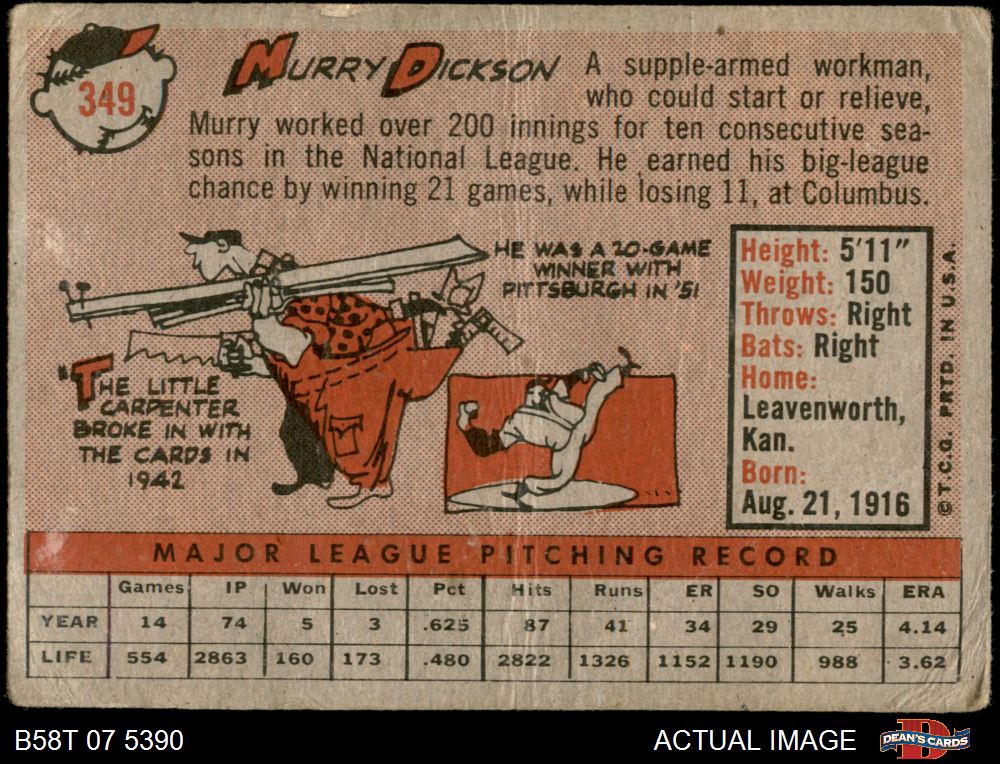 349
MURRY DICKSON A supple-armed workman,
who could start or relieve,
Murry worked over 200 innings for ten consecutive sea-
sons in the National League. He earned his big-league
chance by winning 21 games, while losing 11, at Columbus.
HE WAS A 20-GAME
WINNER WITH
PITTSBURGH IN '51
"THE LITTLE
CARPENTER
BROKE IN WITH
THE CARDS IN
1942
Height: 5'11"
Weight: 150
Throws: Right
Bats: Right
Home:
Leavenworth,
Kan.
Born:
Aug. 21, 1916
© T.C.G. PRTD. IN U.S.A.
MAJOR LEAGUE PITCHING RECORD
Games IP Won Lost Pct Hits Runs ER SO Walks ERA
YEAR 14 74 5 3 .625 87 41 34 29 25 4.14
LIFE 554 2863 160 173 .480 2822 1326 1152 1190 988 3.62
B58T 07 5390
ACTUAL IMAGE
D
DEAN'S CARDS